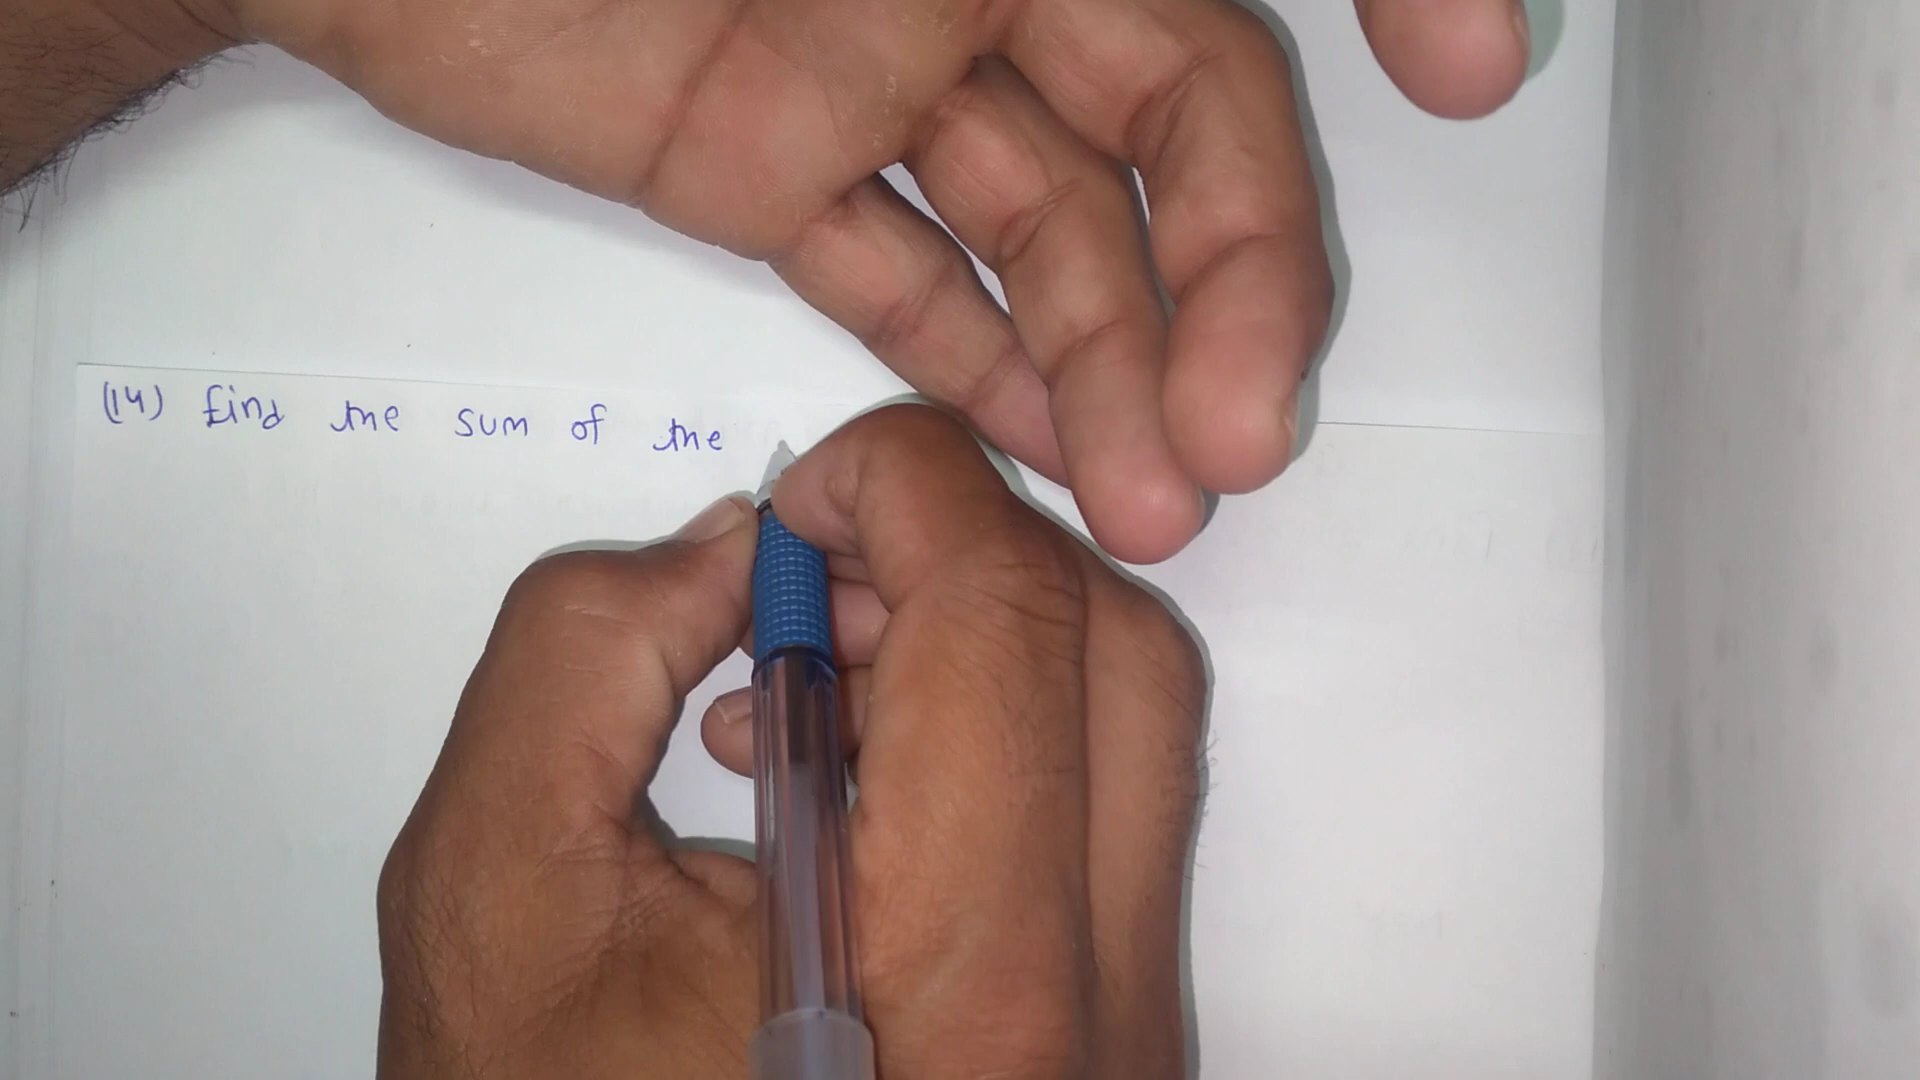 (14) find the sum of the